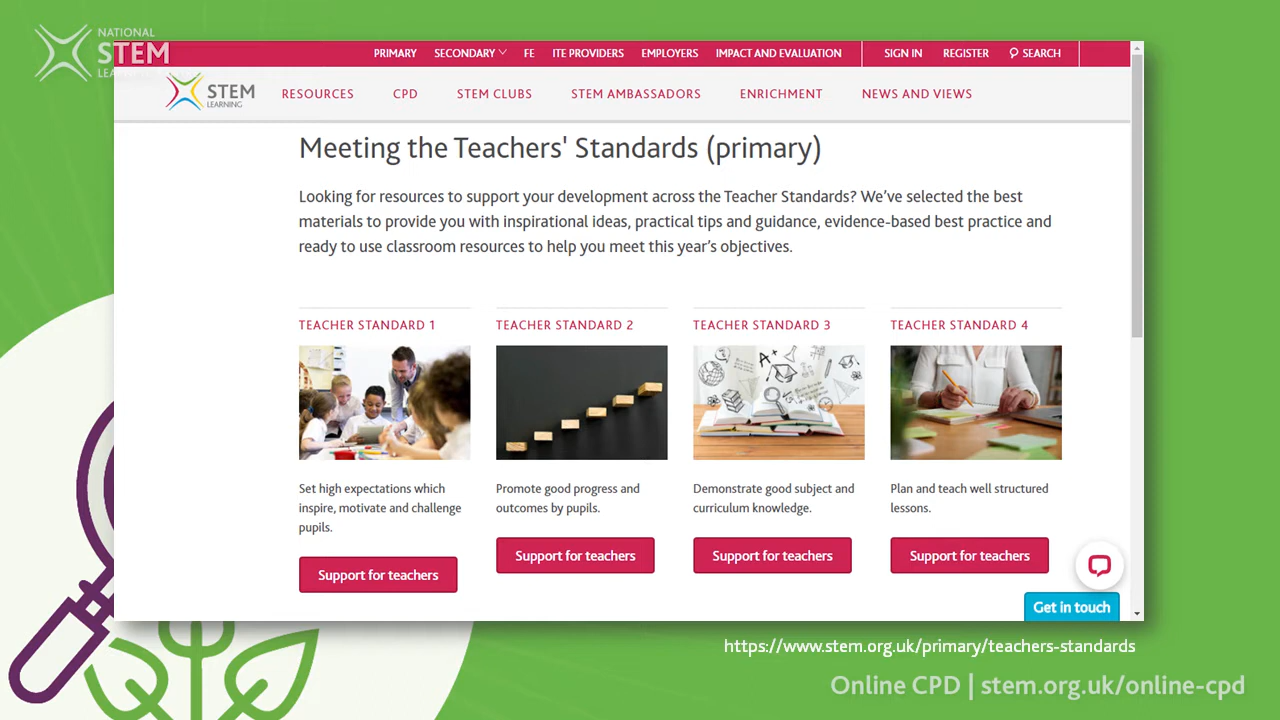 NATIONAL
STEM
PRIMARY SECONDARY FE ITE PROVIDERS EMPLOYERS IMPACT AND EVALUATION SIGN IN REGISTER SEARCH
STEM
LEARNING
RESOURCES CPD STEM CLUBS STEM AMBASSADORS ENRICHMENT NEWS AND VIEWS
Meeting the Teachers' Standards (primary)
Looking for resources to support your development across the Teacher Standards? We’ve selected the best
materials to provide you with inspirational ideas, practical tips and guidance, evidence-based best practice and
ready to use classroom resources to help you meet this year’s objectives.
TEACHER STANDARD 1
TEACHER STANDARD 2
TEACHER STANDARD 3
TEACHER STANDARD 4
A+
Set high expectations which
inspire, motivate and challenge
pupils.
Support for teachers
Promote good progress and
outcomes by pupils.
Support for teachers
Demonstrate good subject and
curriculum knowledge.
Support for teachers
Plan and teach well structured
lessons.
Support for teachers
Get in touch
https://www.stem.org.uk/primary/teachers-standards
Online CPD | stem.org.uk/online-cpd